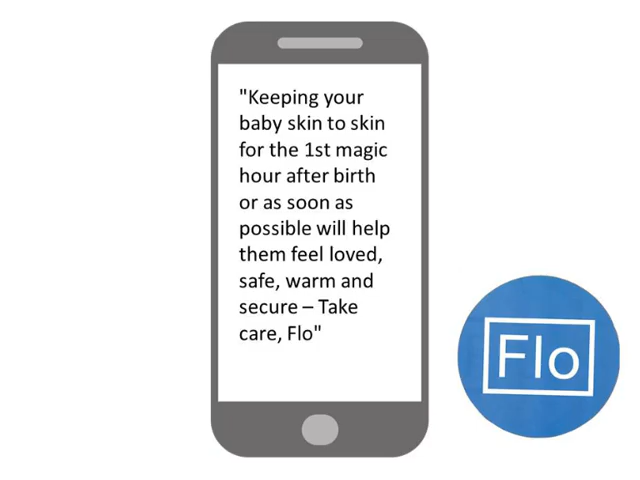 "Keeping your
baby skin to skin
for the 1st magic
hour after birth
or as soon as
possible will help
them feel loved,
safe, warm and
secure – Take
care, Flo"
Flo